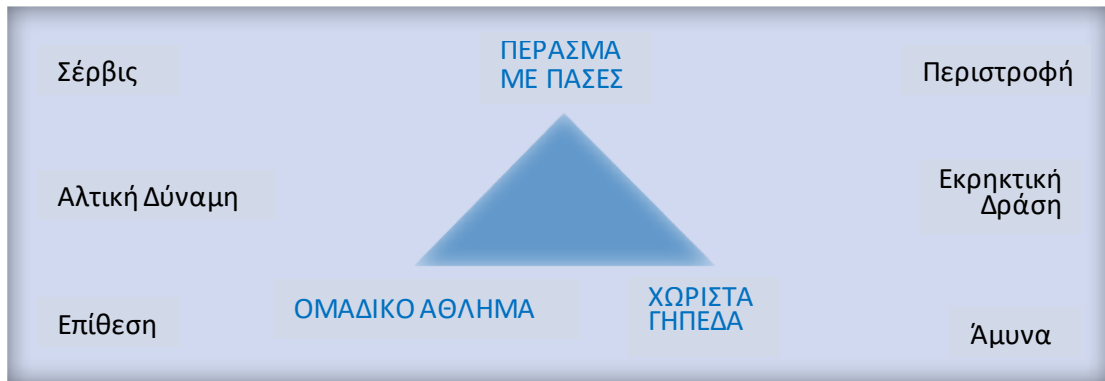 Σέρβις
ΠΕΡΑΣΜΑ
ΜΕ ΠΑΣΕΣ
Περιστροφή
Αλτική Δύναμη
Εκρηκτική
Δράση
Επίθεση
ΟΜΑΔΙΚΟ ΑΘΛΗΜΑ
ΧΩΡΙΣΤΑ
ΓΗΠΕΔΑ
Άμυνα